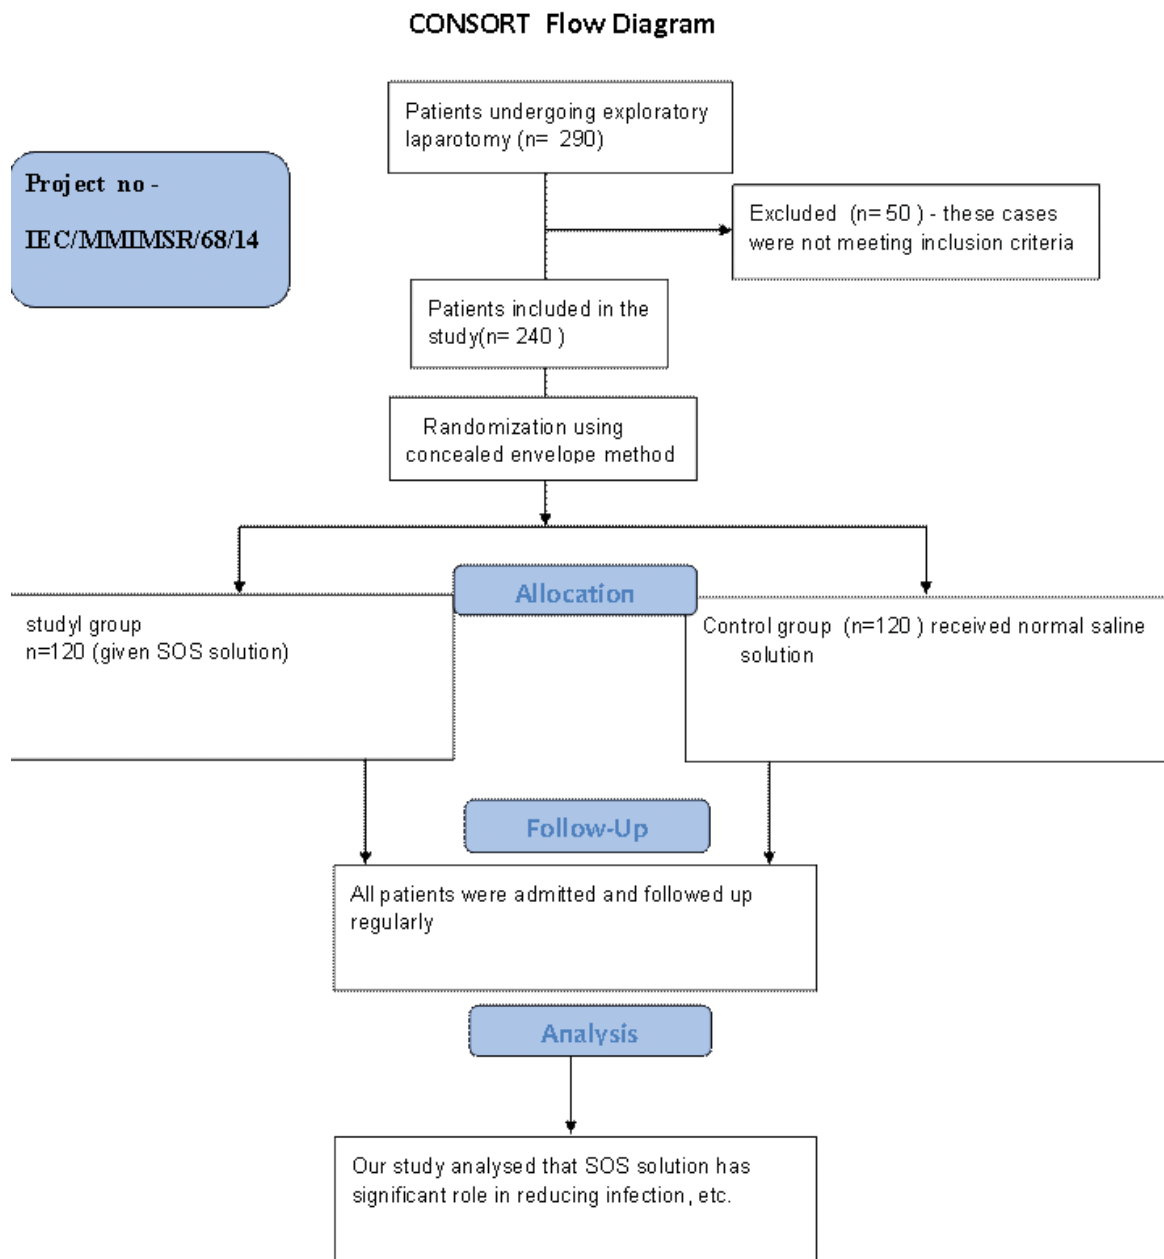 CONSORT Flow Diagram
Patients undergoing exploratory
laparotomy (n= 290)
Project no -
IEC/MMIMSR/68/14
Excluded (n= 50 ) - these cases
were not meeting inclusion criteria
Patients included in the
study(n= 240 )
Randomization using
concealed envelope method
Allocation
studyl group
n=120 (given SOS solution)
Control group (n=120 ) received normal saline
solution
Follow-Up
All patients were admitted and followed up
regularly
Analysis
Our study analysed that SOS solution has
significant role in reducing infection, etc.